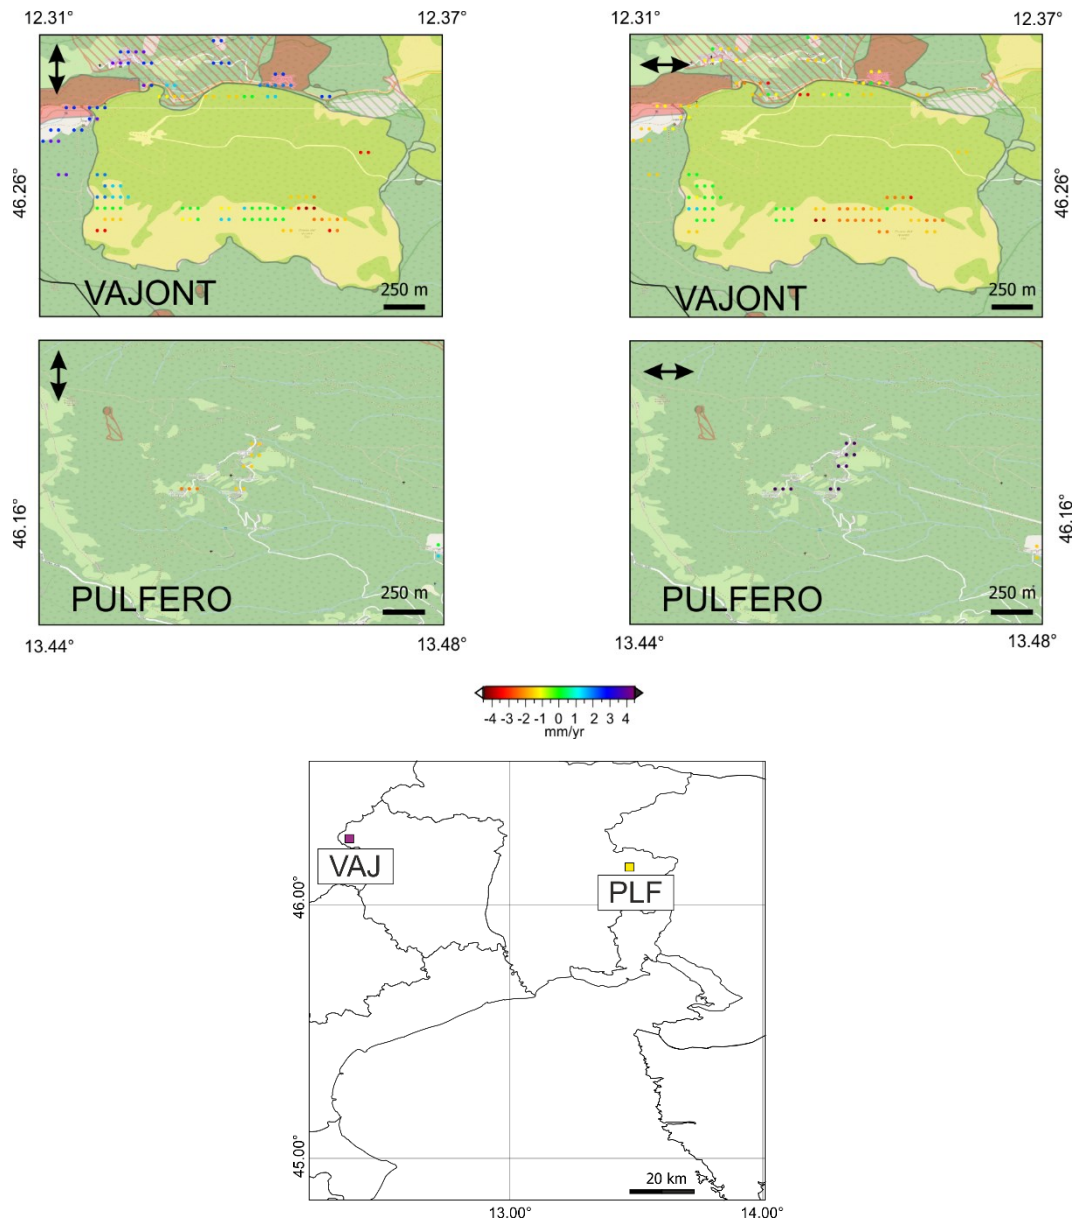 12.31° 12.37° 12.31° 12.37°
46.26°
VAJONT
250 m
VAJONT
250 m
46.26°
46.16°
PULFERO
250 m
PULFERO
250 m
46.16°
13.44° 13.48° 13.44° 13.48°
-4 -3 -2 -1 0 1 2 3 4
mm/yr
VAJ
PLF
46.00°
45.00°
20 km
13.00° 14.00°